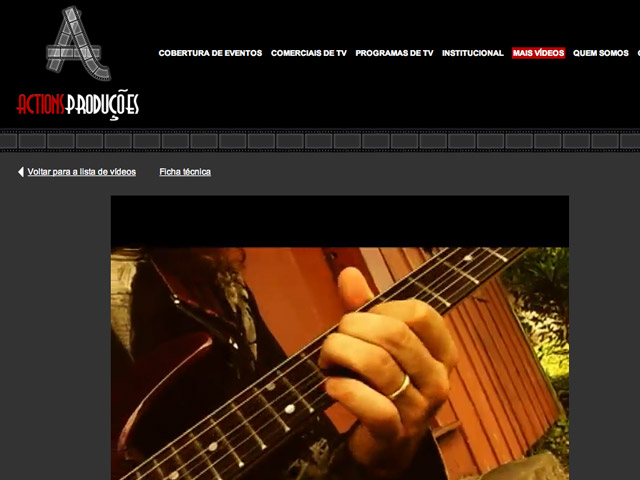 A
COBERTURA DE EVENTOS COMERCIAIS DE TV PROGRAMAS DE TV INSTITUCIONAL MAIS VÍDEOS QUEM SOMOS
ACTIONS PRODUÇÕES
Voltar para a lista de vídeos Ficha técnica